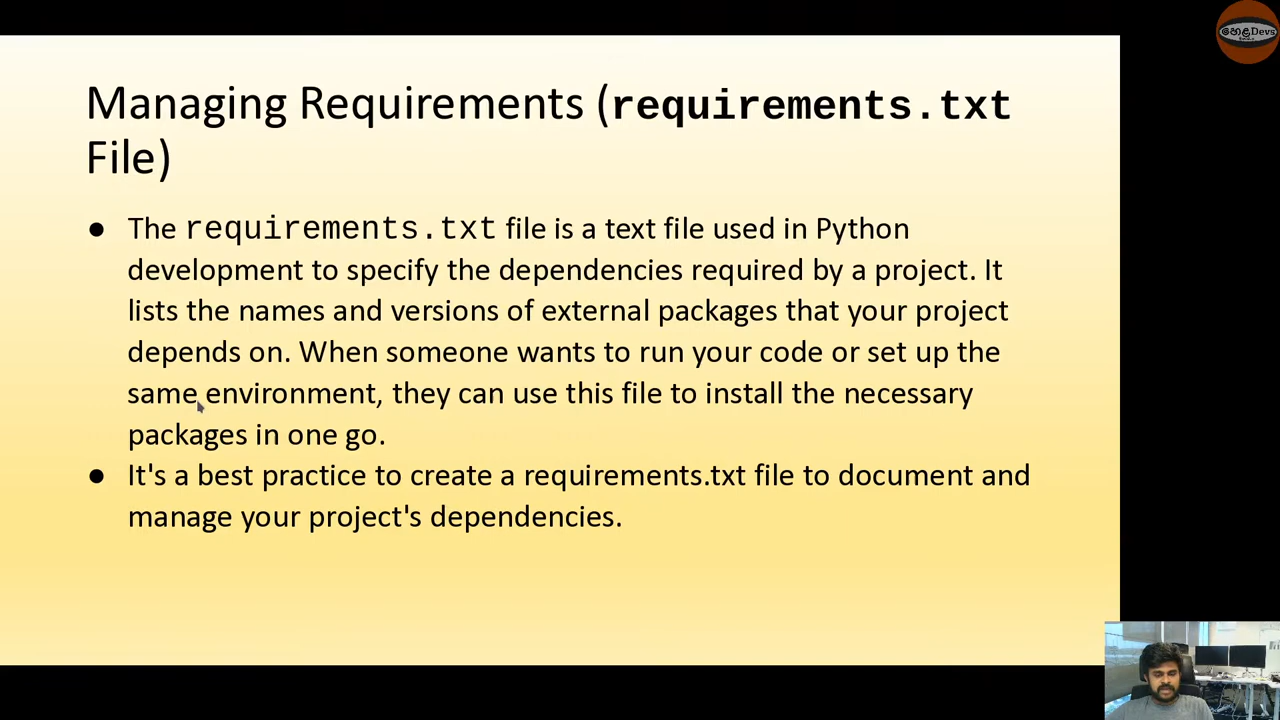 හෙළDevs
Managing Requirements (requirements.txt
File)
● The requirements.txt file is a text file used in Python
development to specify the dependencies required by a project. It
lists the names and versions of external packages that your project
depends on. When someone wants to run your code or set up the
same environment, they can use this file to install the necessary
packages in one go.
● It's a best practice to create a requirements.txt file to document and
manage your project's dependencies.